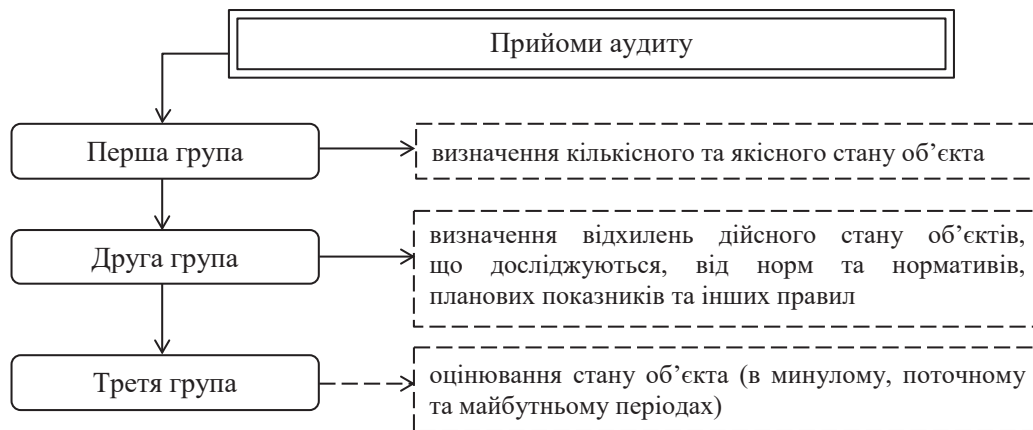 Прийоми аудиту
Перша група
визначення кількісного та якісного стану об’єкта
Друга група
визначення відхилень дійсного стану об’єктів,
що досліджуються, від норм та нормативів,
планових показників та інших правил
Третя група
оцінювання стану об’єкта (в минулому, поточному
та майбутньому періодах)